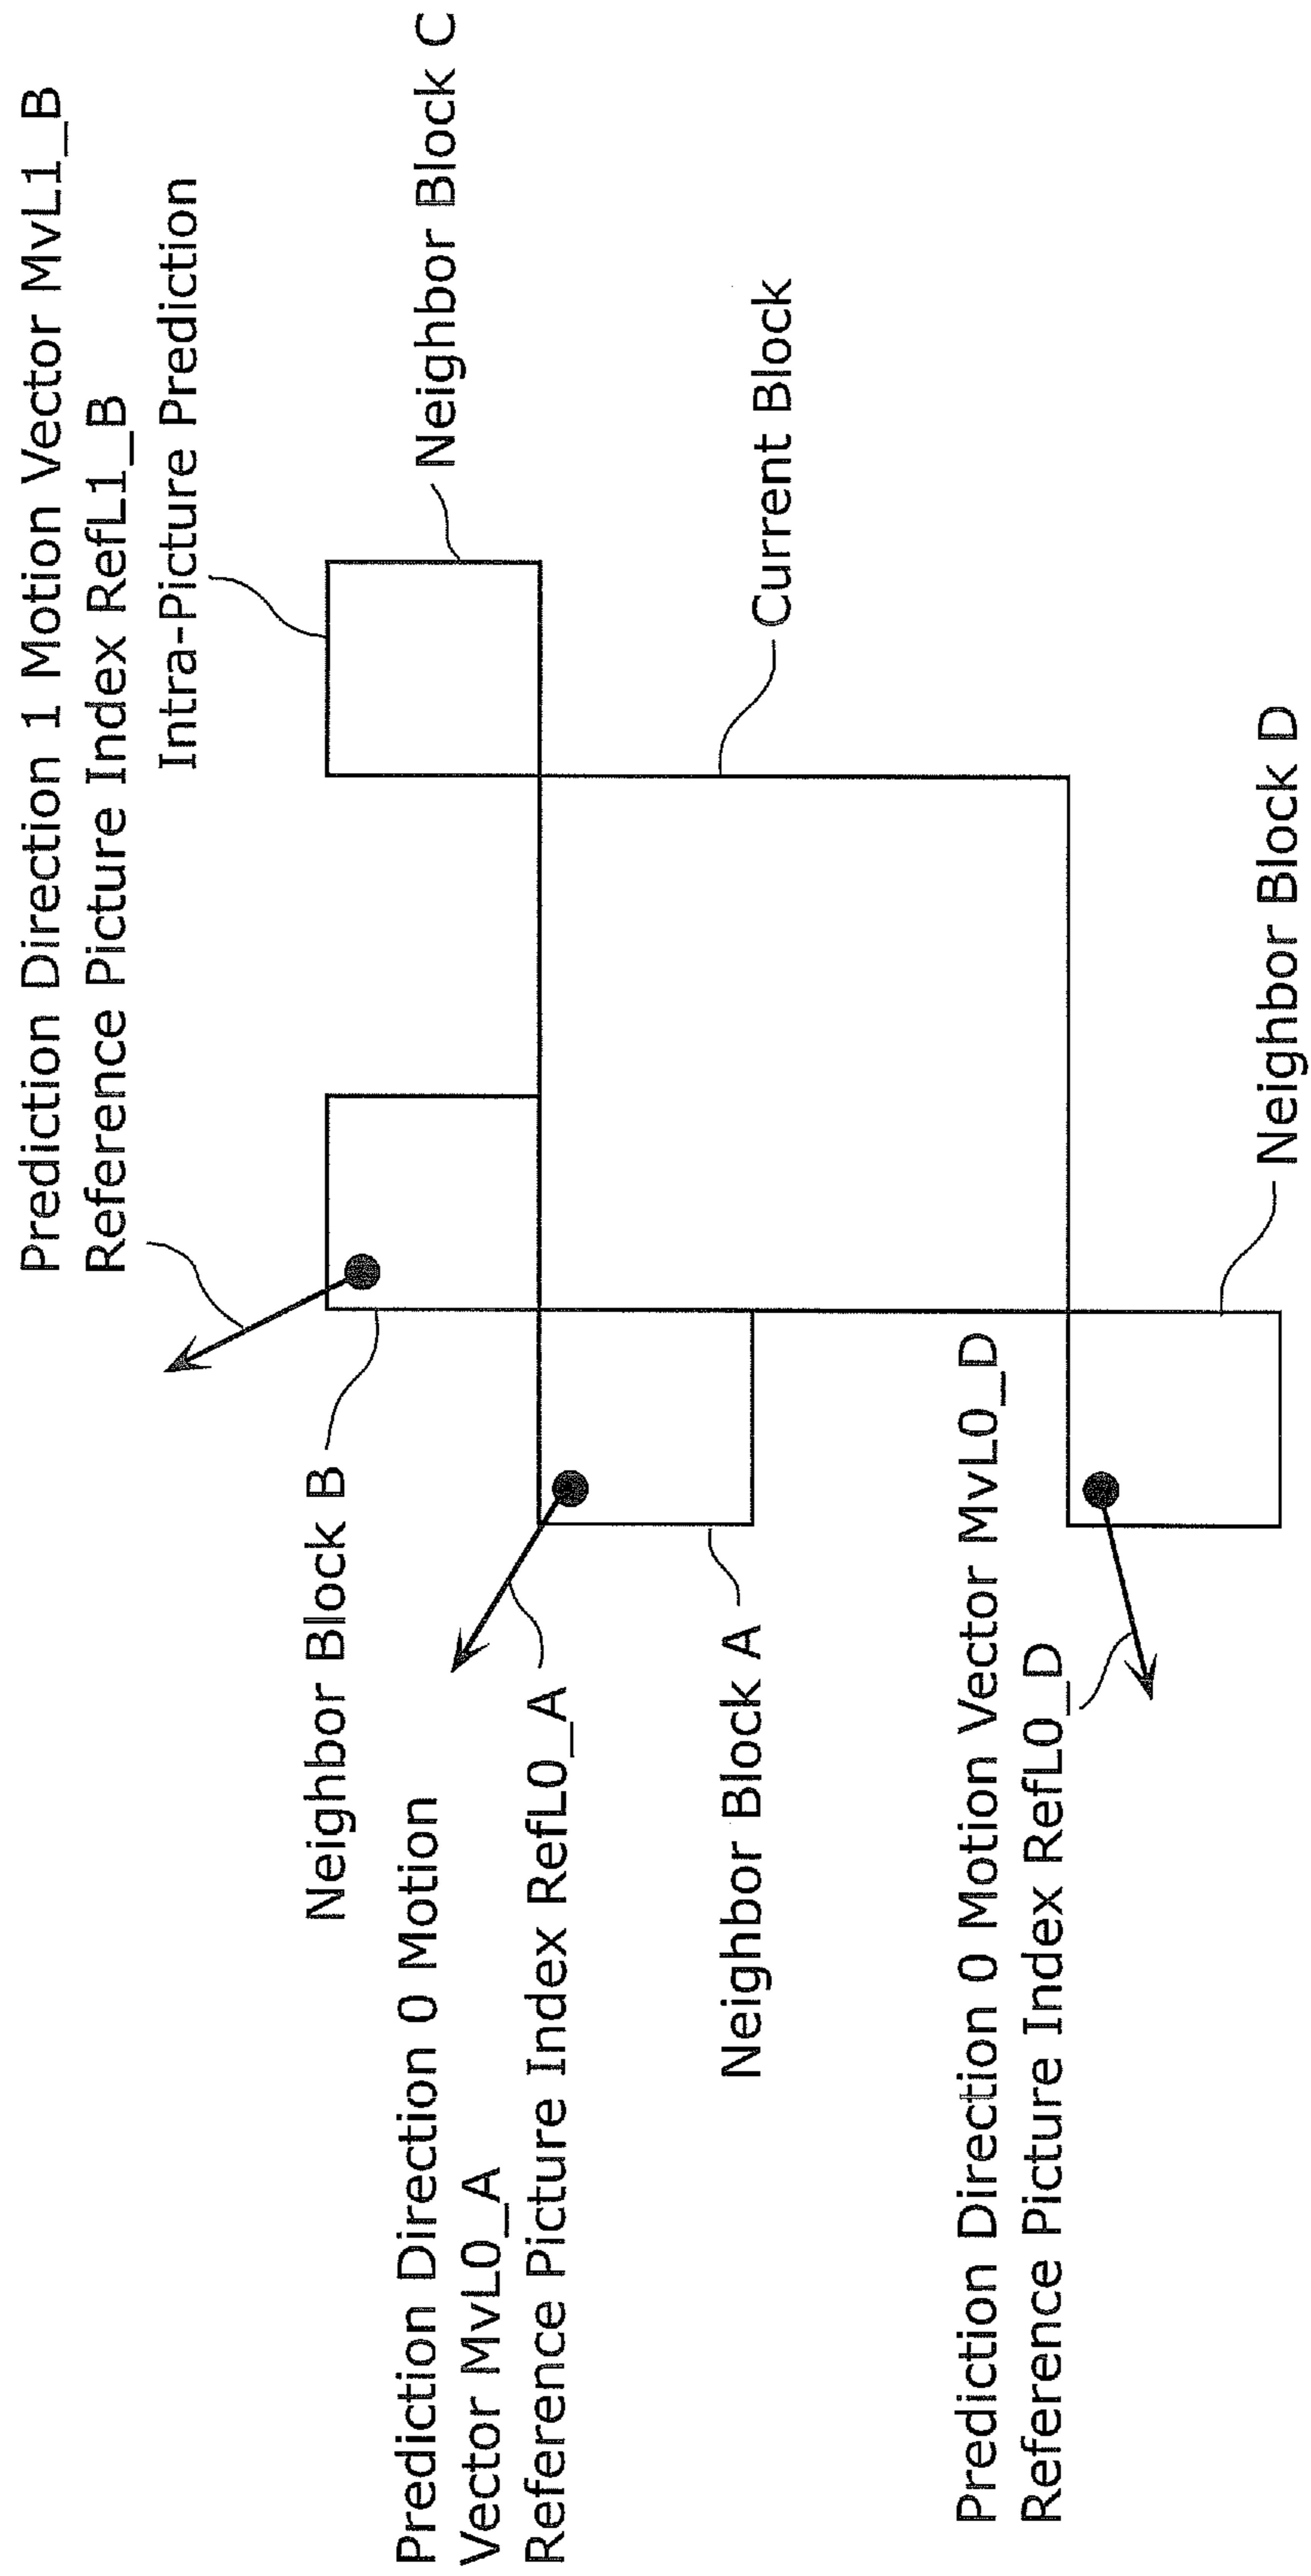 Prediction Direction 1 Motion Vector MvL1_B
Reference Picture Index RefL1_B
Intra-Picture Prediction
Neighbor Block B
Neighbor Block C
Prediction Direction 0 Motion
Vector MvL0_A
Reference Picture Index RefL0_A
Neighbor Block A
Current Block
Prediction Direction 0 Motion Vector MvL0_D
Reference Picture Index RefL0_D
Neighbor Block D